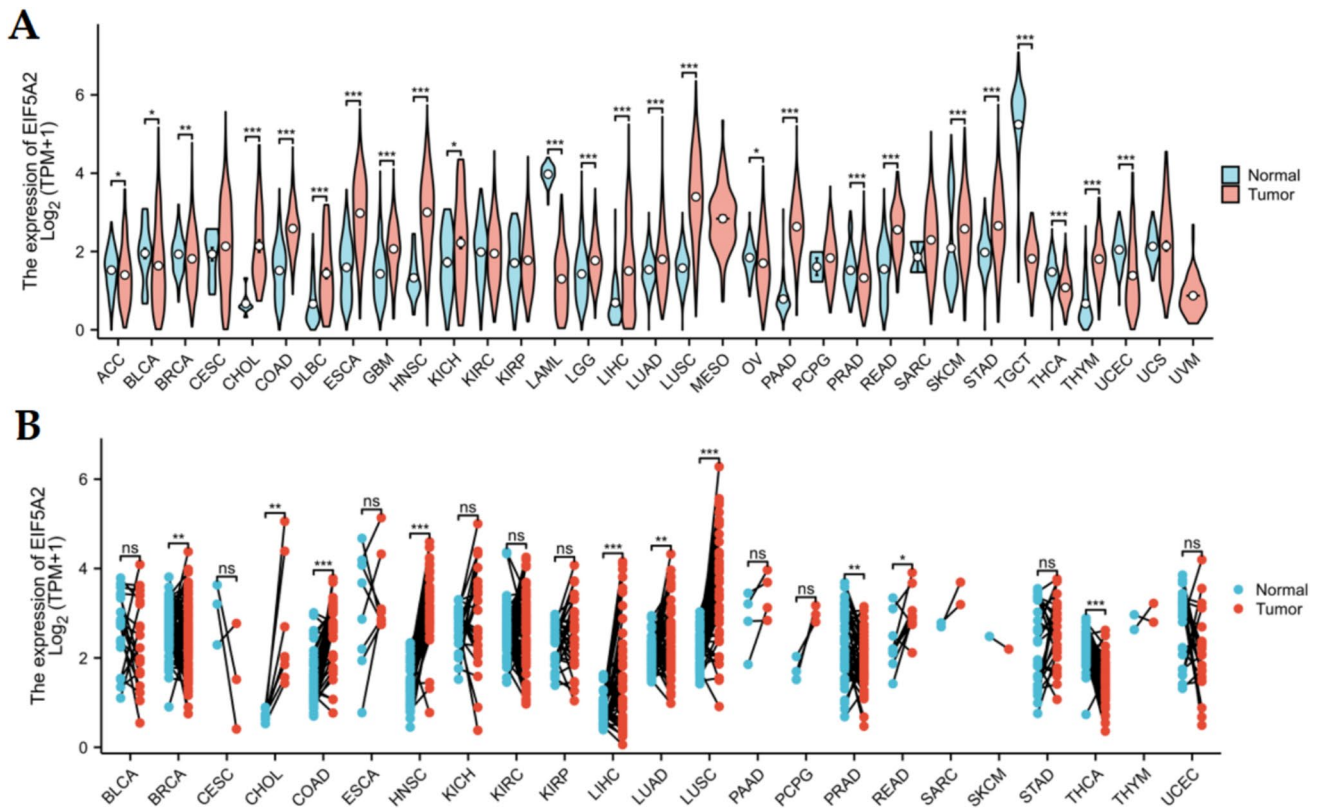 A
The expression of EIF5A2
Log2 (TPM+1)
6
4
2
0
* * ** *** *** *** *** *** *** * *** *** *** *** *** * *** *** *** *** *** *** *** *** ***
Normal
Tumor
ACC BLCA BRCA CESC CHOL COAD DLBC ESCA GBM HNSC KICH KIRC KIRP LAML LGG LIHC LUAD LUSC MESO OV PAAD PCPG PRAD READ SARC SKCM STAD TGCT THCA THYM UCEC UCS UVM
B
The expression of EIF5A2
Log2 (TPM+1)
6
4
2
0
ns ** ns ** *** ns *** ns ns ns *** ** *** ns ns ** * ns *** ns
Normal
Tumor
BLCA BRCA CESC CHOL COAD ESCA HNSC KICH KIRC KIRP LIHC LUAD LUSC PAAD PCPG PRAD READ SARC SKCM STAD THCA THYM UCEC